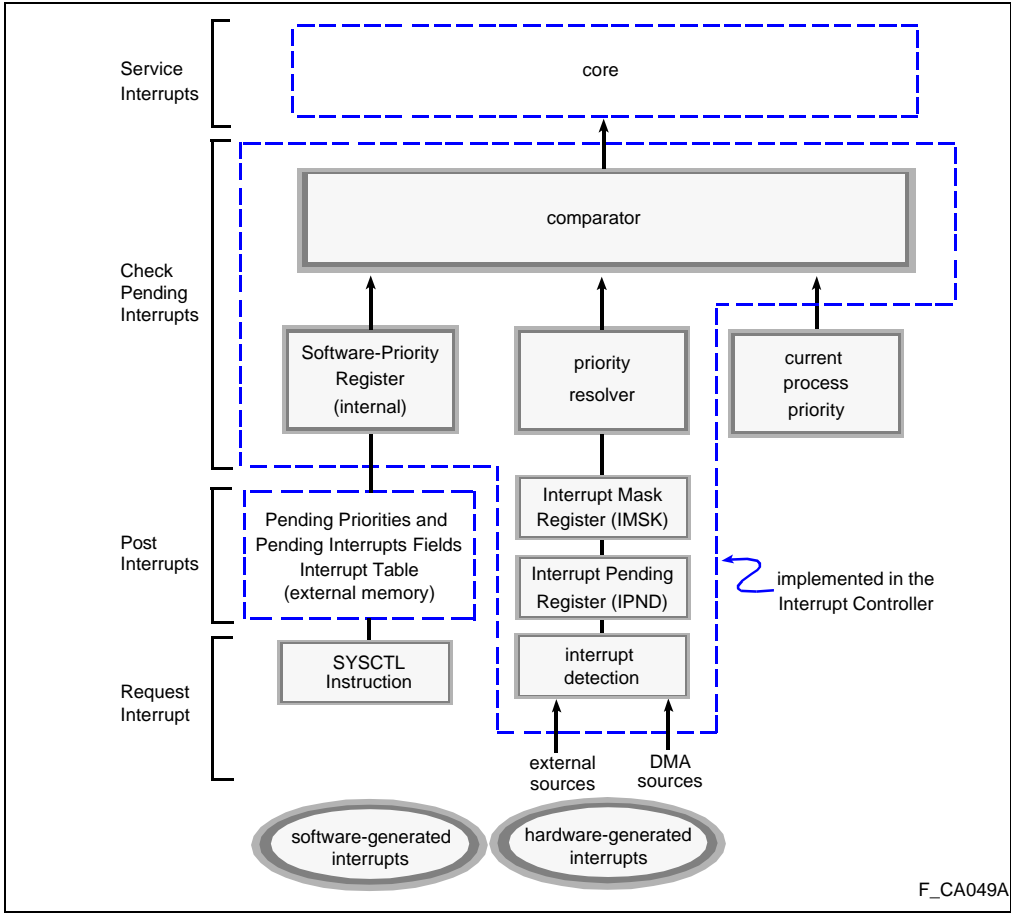 Service
Interrupts
core
comparator
Check
Pending
Interrupts
Software-Priority
Register
(internal)
priority
resolver
current
process
priority
Post
Interrupts
Pending Priorities and
Pending Interrupts Fields
Interrupt Table
(external memory)
Interrupt Mask
Register (IMSK)
Interrupt Pending
Register (IPND)
implemented in the
Interrupt Controller
Request
Interrupt
SYSCTL
Instruction
interrupt
detection
external
sources
DMA
sources
software-generated
interrupts
hardware-generated
interrupts
F_CA049A